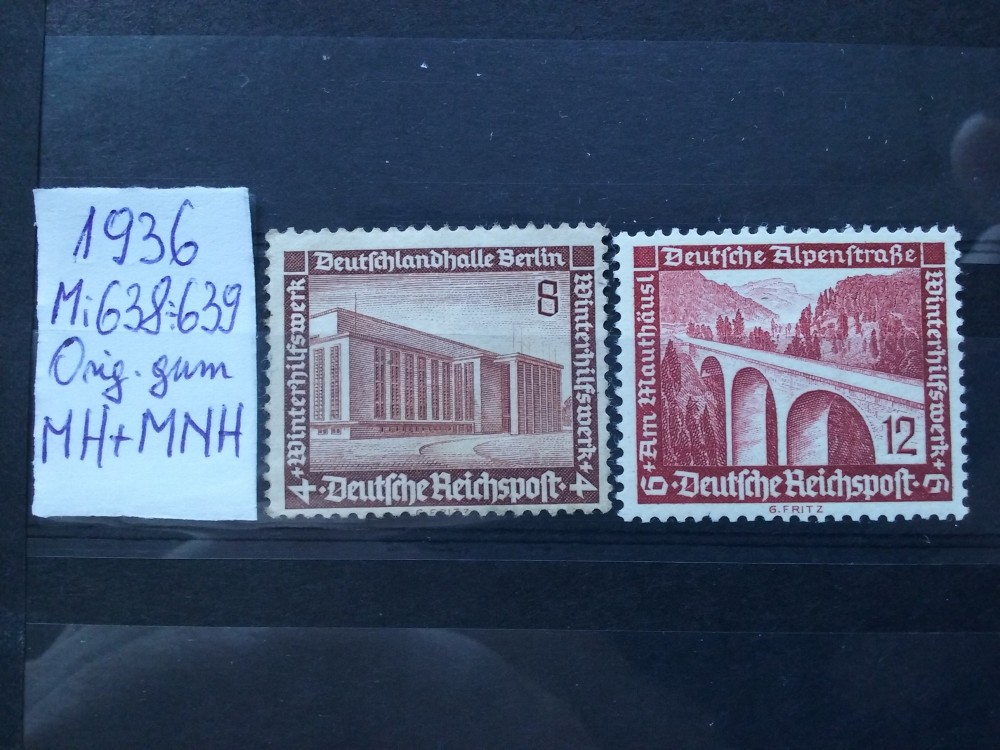 1936
Mi638÷639
Orig. gum
MH+MNH
Deutschlandhalle Berlin
8
+Winterhilfswerk
Winterhilfswerk+
4 ·Deutsche Reichspost· 4
G. FRITZ
Deutsche Alpenstraße
+Am Mauthäusl
Winterhilfswerk+
12
6 ·Deutsche Reichspost· 6
G. FRITZ